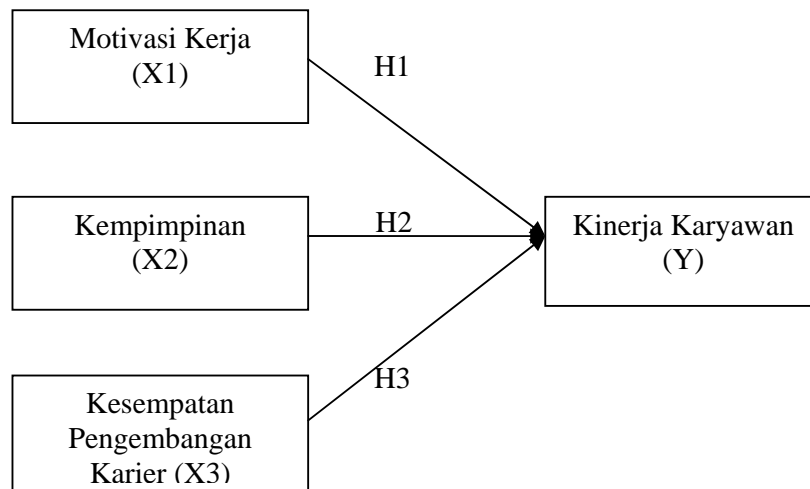 Motivasi Kerja
(X1)
H1
Kempimpinan
(X2)
H2
Kinerja Karyawan
(Y)
H3
Kesempatan
Pengembangan
Karier (X3)